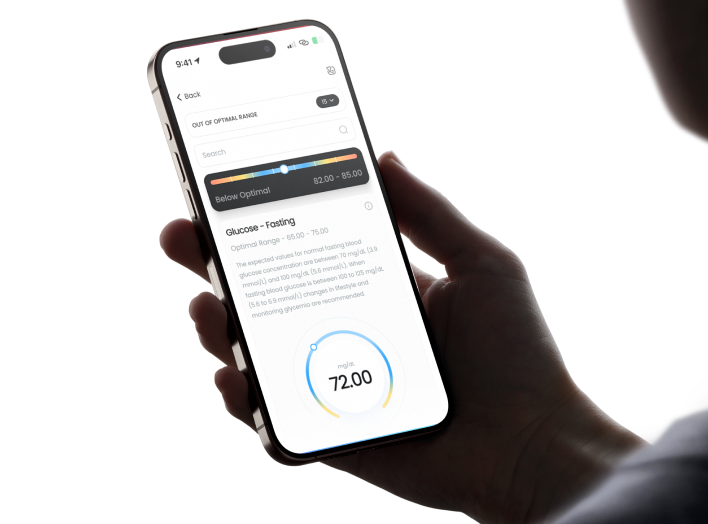 9:41
Back
OUT OF OPTIMAL RANGE
15
Search
Below Optimal
82.00 - 85.00
Glucose - Fasting
Optimal Range - 65.00 - 75.00
The expected values for normal fasting blood
glucose concentration are between 70 mg/dL (3.9
mmol/L) and 100 mg/dL (5.6 mmol/L). When
fasting blood glucose is between 100 to 125 mg/dL
(5.6 to 6.9 mmol/L) changes in lifestyle and
monitoring glycemia are recommended.
mg/dL
72.00